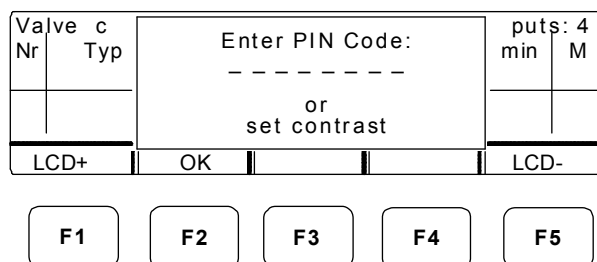 Valve c puts: 4
Nr Typ min M
Enter PIN Code:
_ _ _ _ _ _ _ _
or
set contrast
LCD+ OK LCD-
F1 F2 F3 F4 F5